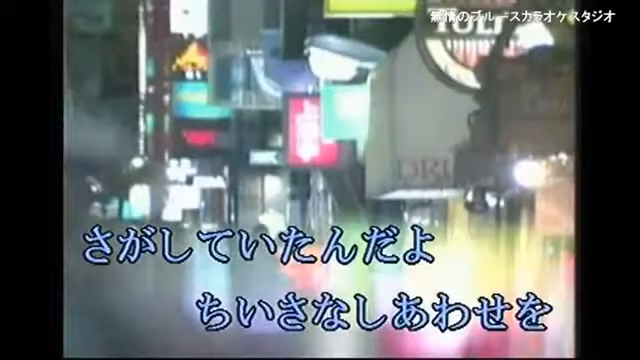 無情のブルースカラオケスタジオ
DRU
さがしていたんだよ
ちいさなしあわせを